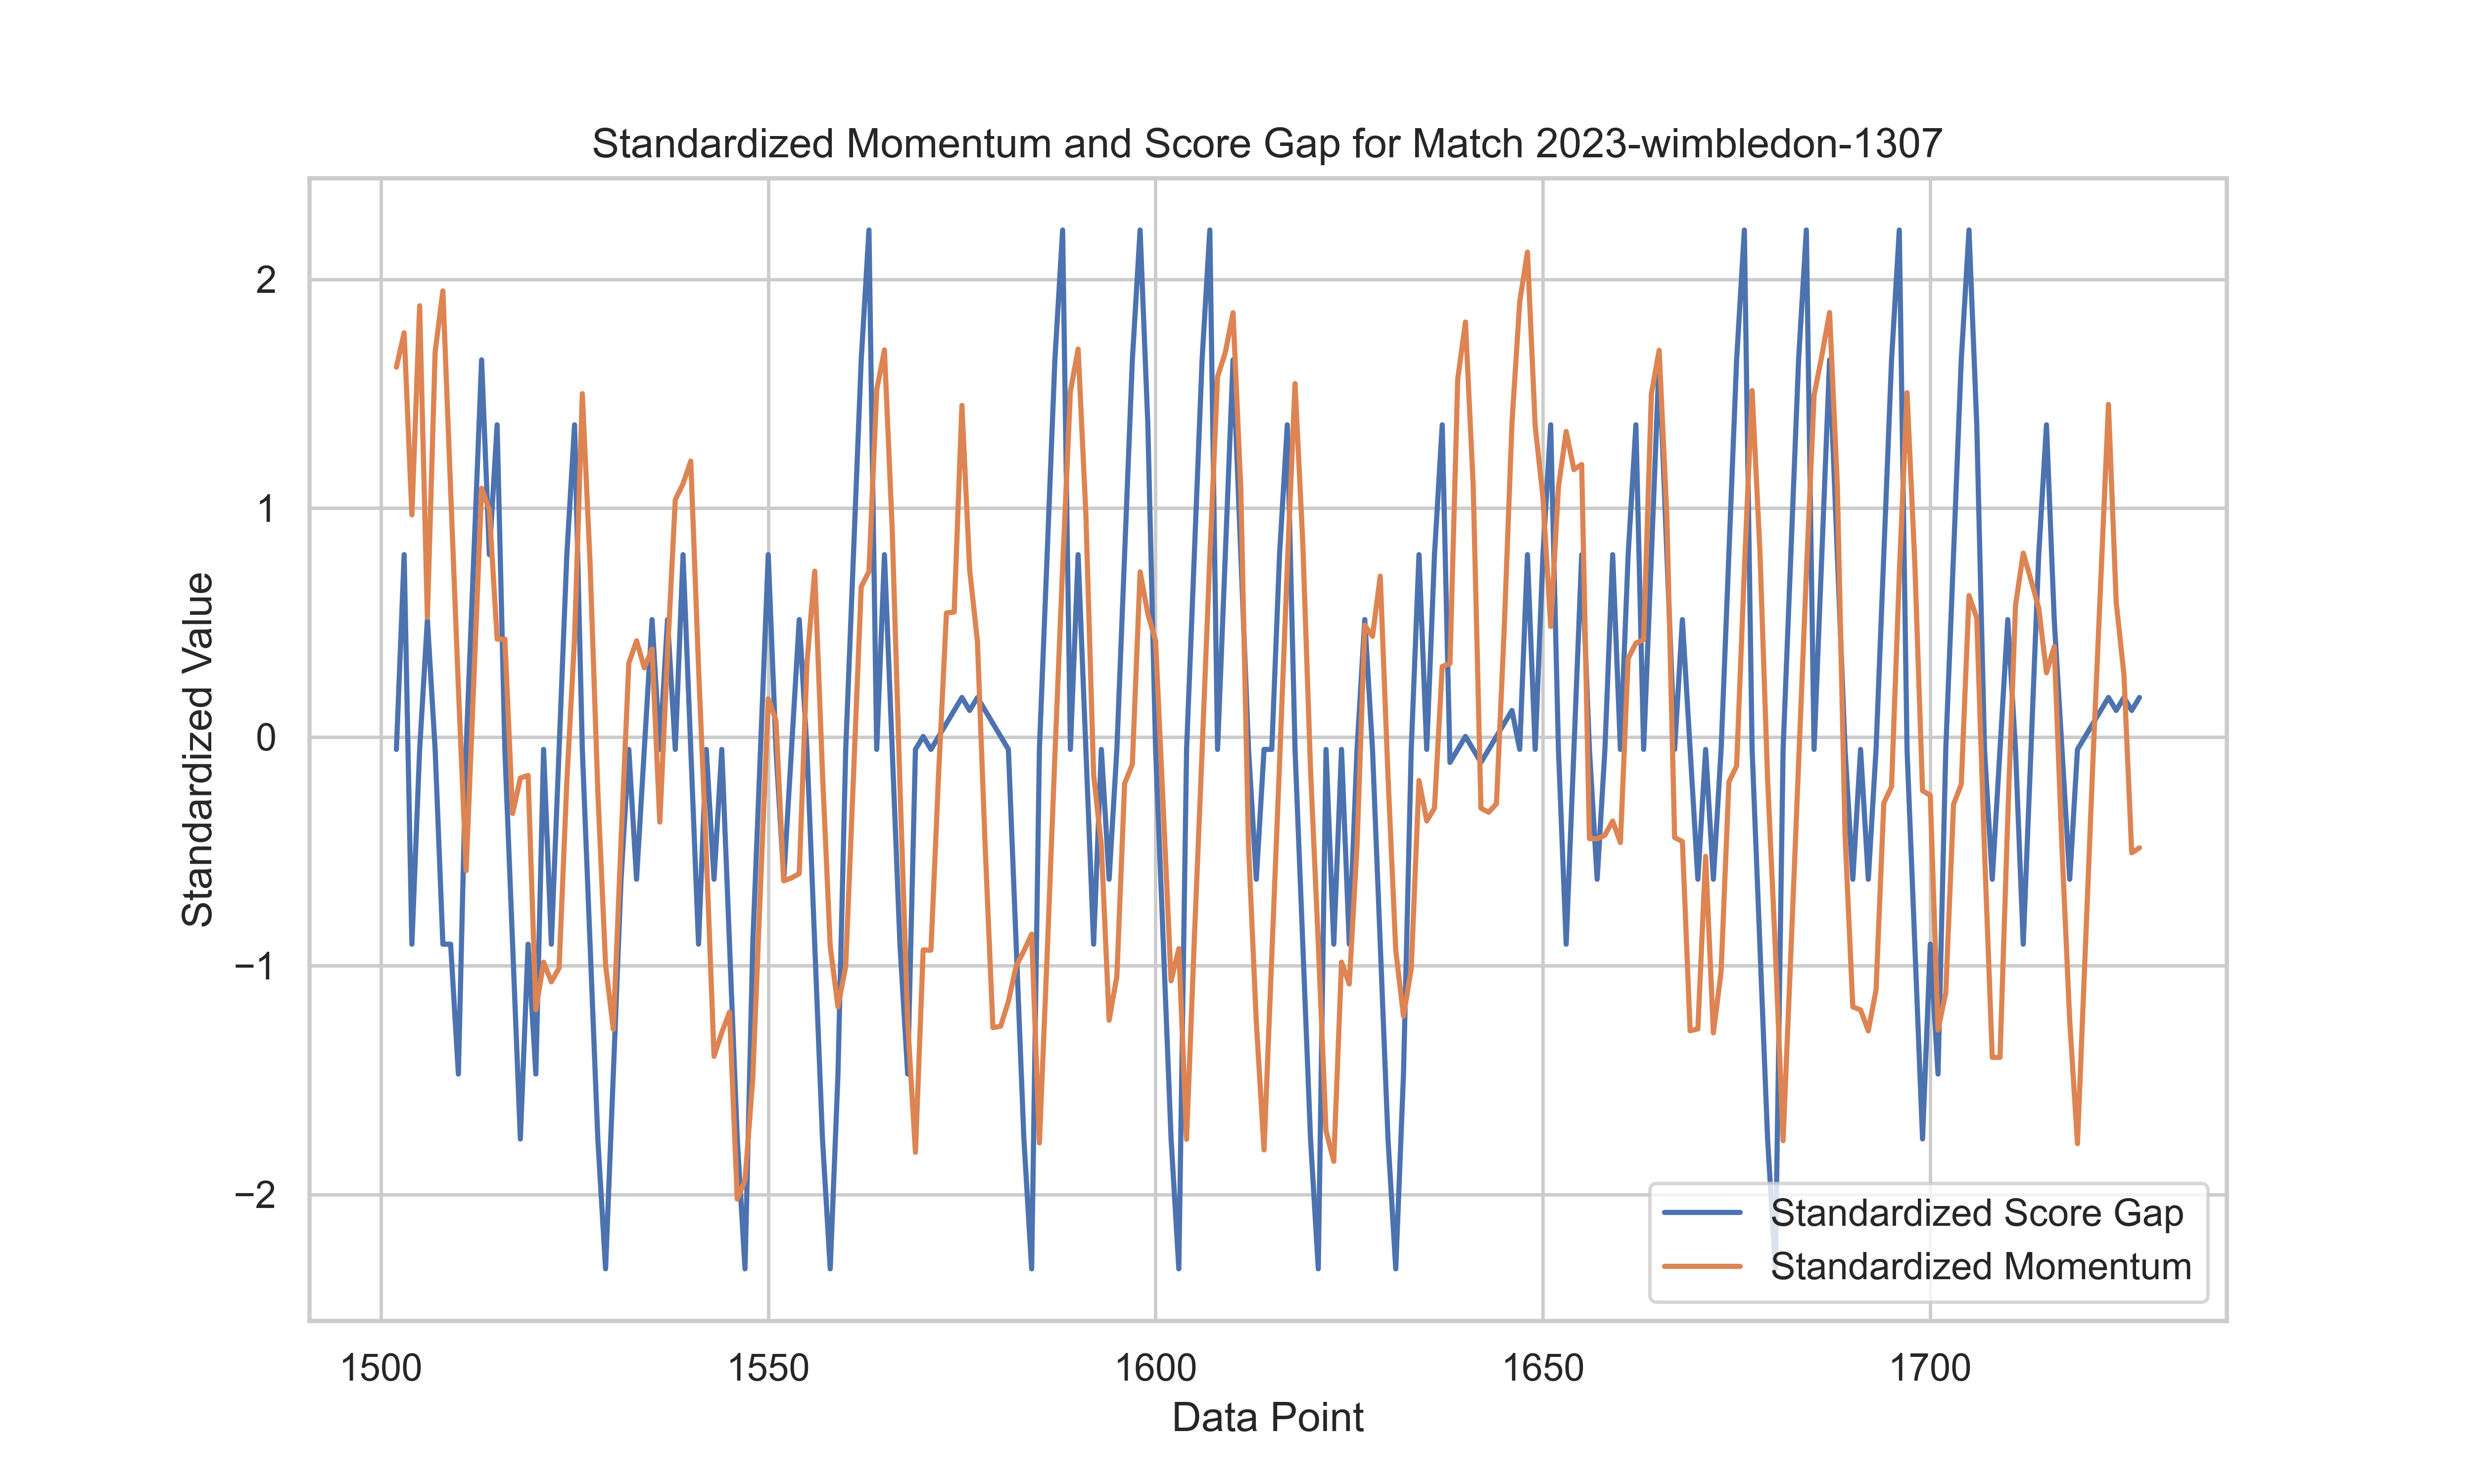 Standardized Momentum and Score Gap for Match 2023-wimbledon-1307
2
1
0
−1
−2
Standardized Value
Standardized Score Gap
Standardized Momentum
1500 1550 1600 1650 1700
Data Point